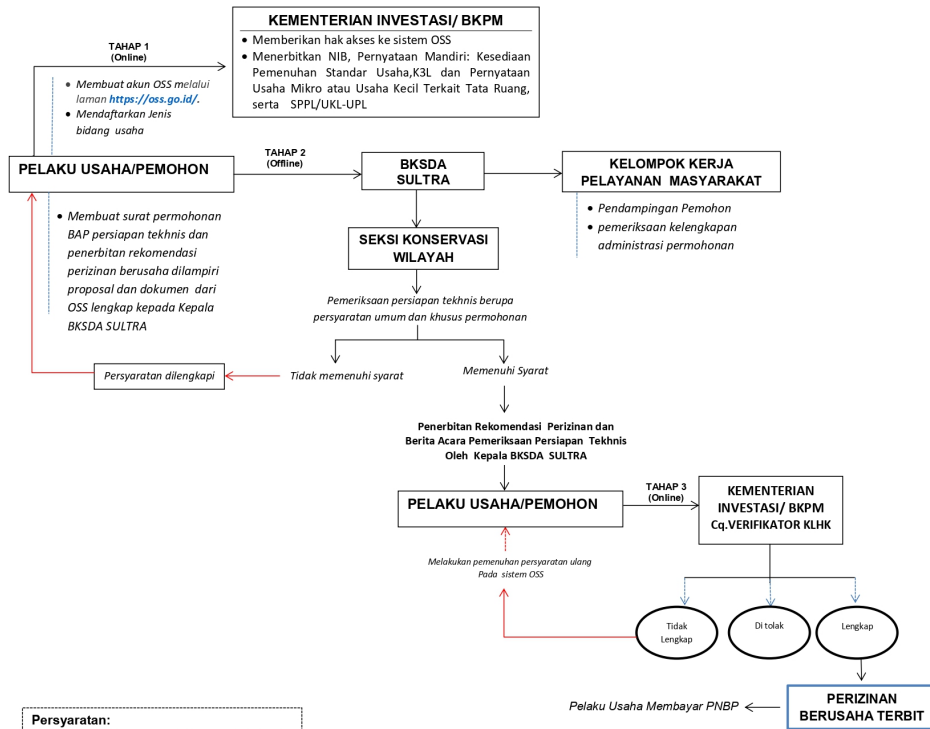 TAHAP 1
(Online)
KEMENTERIAN INVESTASI/ BKPM
• Memberikan hak akses ke sistem OSS
• Menerbitkan NIB, Pernyataan Mandiri: Kesediaan
Pemenuhan Standar Usaha,K3L dan Pernyataan
Usaha Mikro atau Usaha Kecil Terkait Tata Ruang,
serta SPPL/UKL-UPL
• Membuat akun OSS melalui
laman https://oss.go.id/.
• Mendaftarkan Jenis
bidang usaha
PELAKU USAHA/PEMOHON
TAHAP 2
(Offline)
BKSDA
SULTRA
KELOMPOK KERJA
PELAYANAN MASYARAKAT
• Pendampingan Pemohon
• pemeriksaan kelengkapan
administrasi permohonan
• Membuat surat permohonan
BAP persiapan tekhnis dan
penerbitan rekomendasi
perizinan berusaha dilampiri
proposal dan dokumen dari
OSS lengkap kepada Kepala
BKSDA SULTRA
SEKSI KONSERVASI
WILAYAH
Pemeriksaan persiapan tekhnis berupa
persyaratan umum dan khusus permohonan
Persyaratan dilengkapi
Tidak memenuhi syarat
Memenuhi Syarat
Penerbitan Rekomendasi Perizinan dan
Berita Acara Pemeriksaan Persiapan Tekhnis
Oleh Kepala BKSDA SULTRA
PELAKU USAHA/PEMOHON
TAHAP 3
(Online)
KEMENTERIAN
INVESTASI/ BKPM
Cq.VERIFIKATOR KLHK
Melakukan pemenuhan persyaratan ulang
Pada sistem OSS
Tidak
Lengkap
Di tolak
Lengkap
PERIZINAN
BERUSAHA TERBIT
Pelaku Usaha Membayar PNBP
Persyaratan: